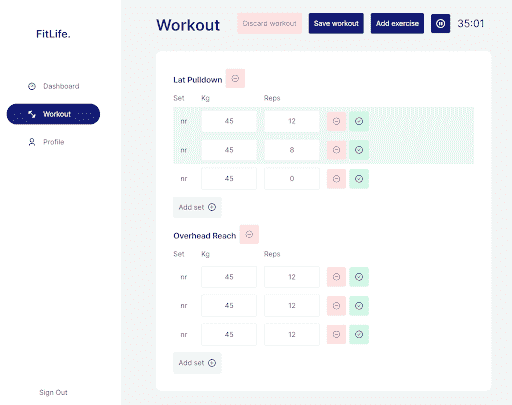 FitLife.
Dashboard
Workout
Profile
Sign Out
Workout
Discard workout
Save workout
Add exercise
35:01
Lat Pulldown
Set Kg Reps
nr 45 12
nr 45 8
nr 45 0
Add set
Overhead Reach
Set Kg Reps
nr 45 12
nr 45 12
nr 45 12
Add set